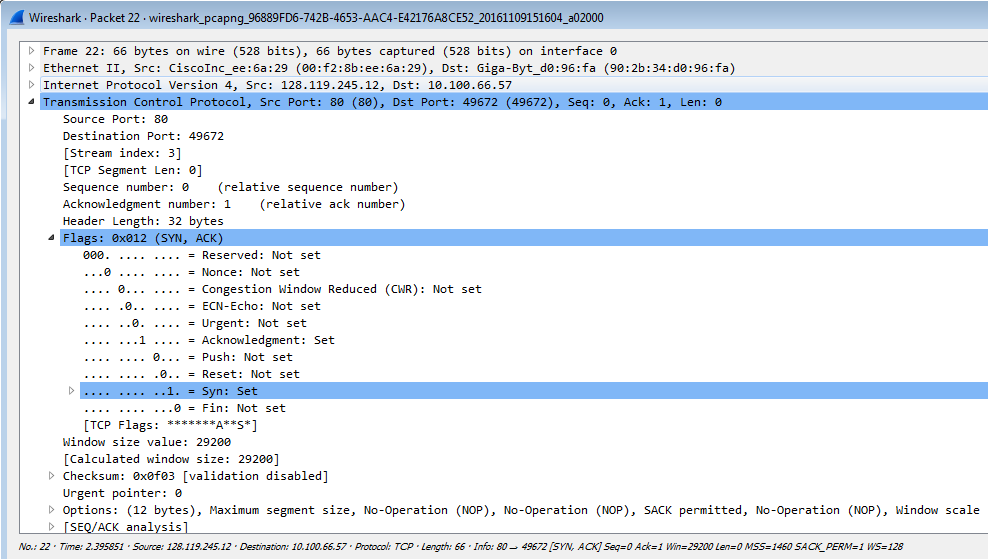 Wireshark · Packet 22 · wireshark_pcapng_96889FD6-742B-4653-AAC4-E42176A8CE52_20161109151604_a02000
Frame 22: 66 bytes on wire (528 bits), 66 bytes captured (528 bits) on interface 0
Ethernet II, Src: CiscoInc_ee:6a:29 (00:f2:8b:ee:6a:29), Dst: Giga-Byt_d0:96:fa (90:2b:34:d0:96:fa)
Internet Protocol Version 4, Src: 128.119.245.12, Dst: 10.100.66.57
Transmission Control Protocol, Src Port: 80 (80), Dst Port: 49672 (49672), Seq: 0, Ack: 1, Len: 0
Source Port: 80
Destination Port: 49672
[Stream index: 3]
[TCP Segment Len: 0]
Sequence number: 0    (relative sequence number)
Acknowledgment number: 1    (relative ack number)
Header Length: 32 bytes
Flags: 0x012 (SYN, ACK)
000. .... .... = Reserved: Not set
...0 .... .... = Nonce: Not set
.... 0... .... = Congestion Window Reduced (CWR): Not set
.... .0.. .... = ECN-Echo: Not set
.... ..0. .... = Urgent: Not set
.... ...1 .... = Acknowledgment: Set
.... .... 0... = Push: Not set
.... .... .0.. = Reset: Not set
.... .... ..1. = Syn: Set
.... .... ...0 = Fin: Not set
[TCP Flags: *******A**S*]
Window size value: 29200
[Calculated window size: 29200]
Checksum: 0x0f03 [validation disabled]
Urgent pointer: 0
Options: (12 bytes), Maximum segment size, No-Operation (NOP), No-Operation (NOP), SACK permitted, No-Operation (NOP), Window scale
[SEQ/ACK analysis]
No.: 22 · Time: 2.395851 · Source: 128.119.245.12 · Destination: 10.100.66.57 · Protocol: TCP · Length: 66 · Info: 80 → 49672 [SYN, ACK] Seq=0 Ack=1 Win=29200 Len=0 MSS=1460 SACK_PERM=1 WS=128